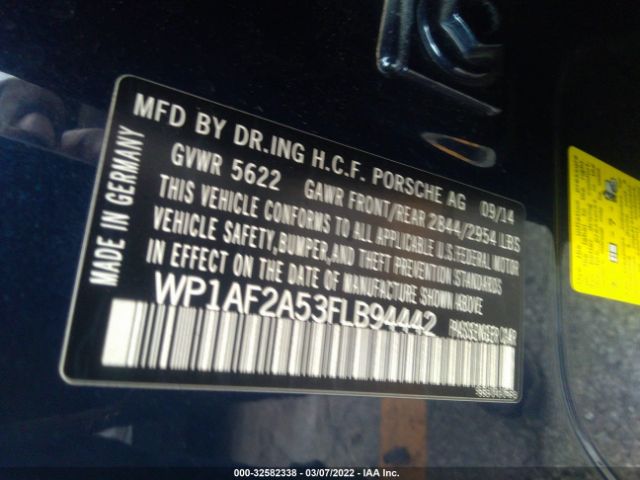 MFD BY DR.ING H.C.F. PORSCHE AG 09/14
GVWR 5622 GAWR FRONT/REAR 2844/2954 LBS
THIS VEHICLE CONFORMS TO ALL APPLICABLE U.S.FEDERAL MOTOR
VEHICLE SAFETY,BUMPER,AND THEFT PREVENTION STANDARDS
IN EFFECT ON THE DATE OF MANUFACTURE SHOWN ABOVE
WP1AF2A53FLB94442 PASSENGER CAR
MADE IN GERMANY
000-32582338 - 03/07/2022 - IAA Inc.